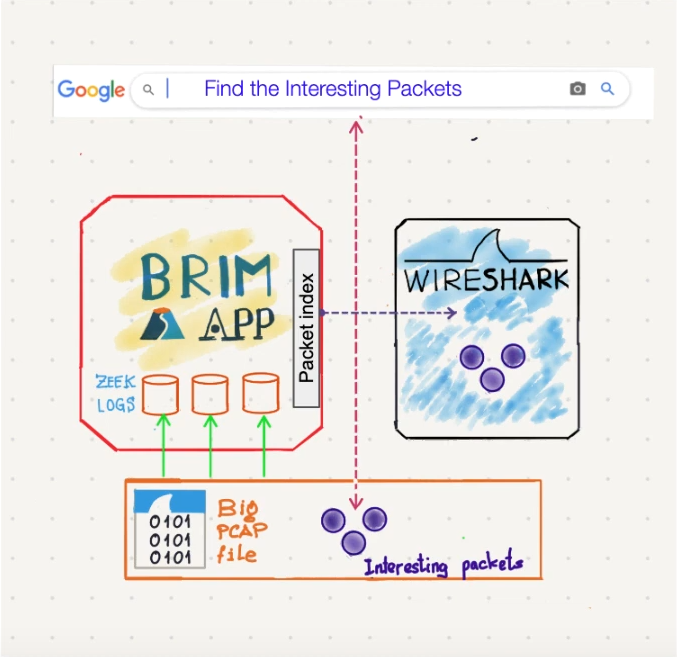 Google
Find the Interesting Packets
BRIM
APP
Packet index
ZEEK
LOGS
WIRESHARK
0101
0101
0101
Big
PCAP
file
Interesting packets